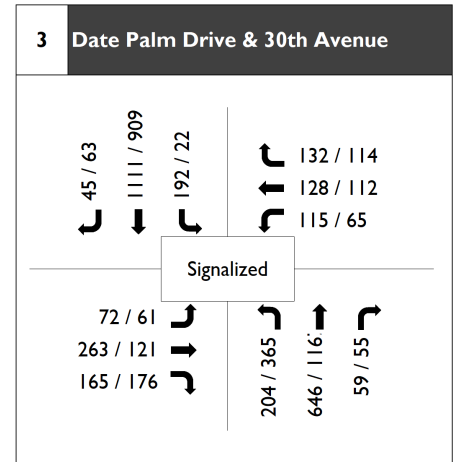 3 Date Palm Drive & 30th Avenue
45 / 63
1111 / 909
192 / 22
132 / 114
128 / 112
115 / 65
Signalized
72 / 61
263 / 121
165 / 176
204 / 365
646 /
59 / 55